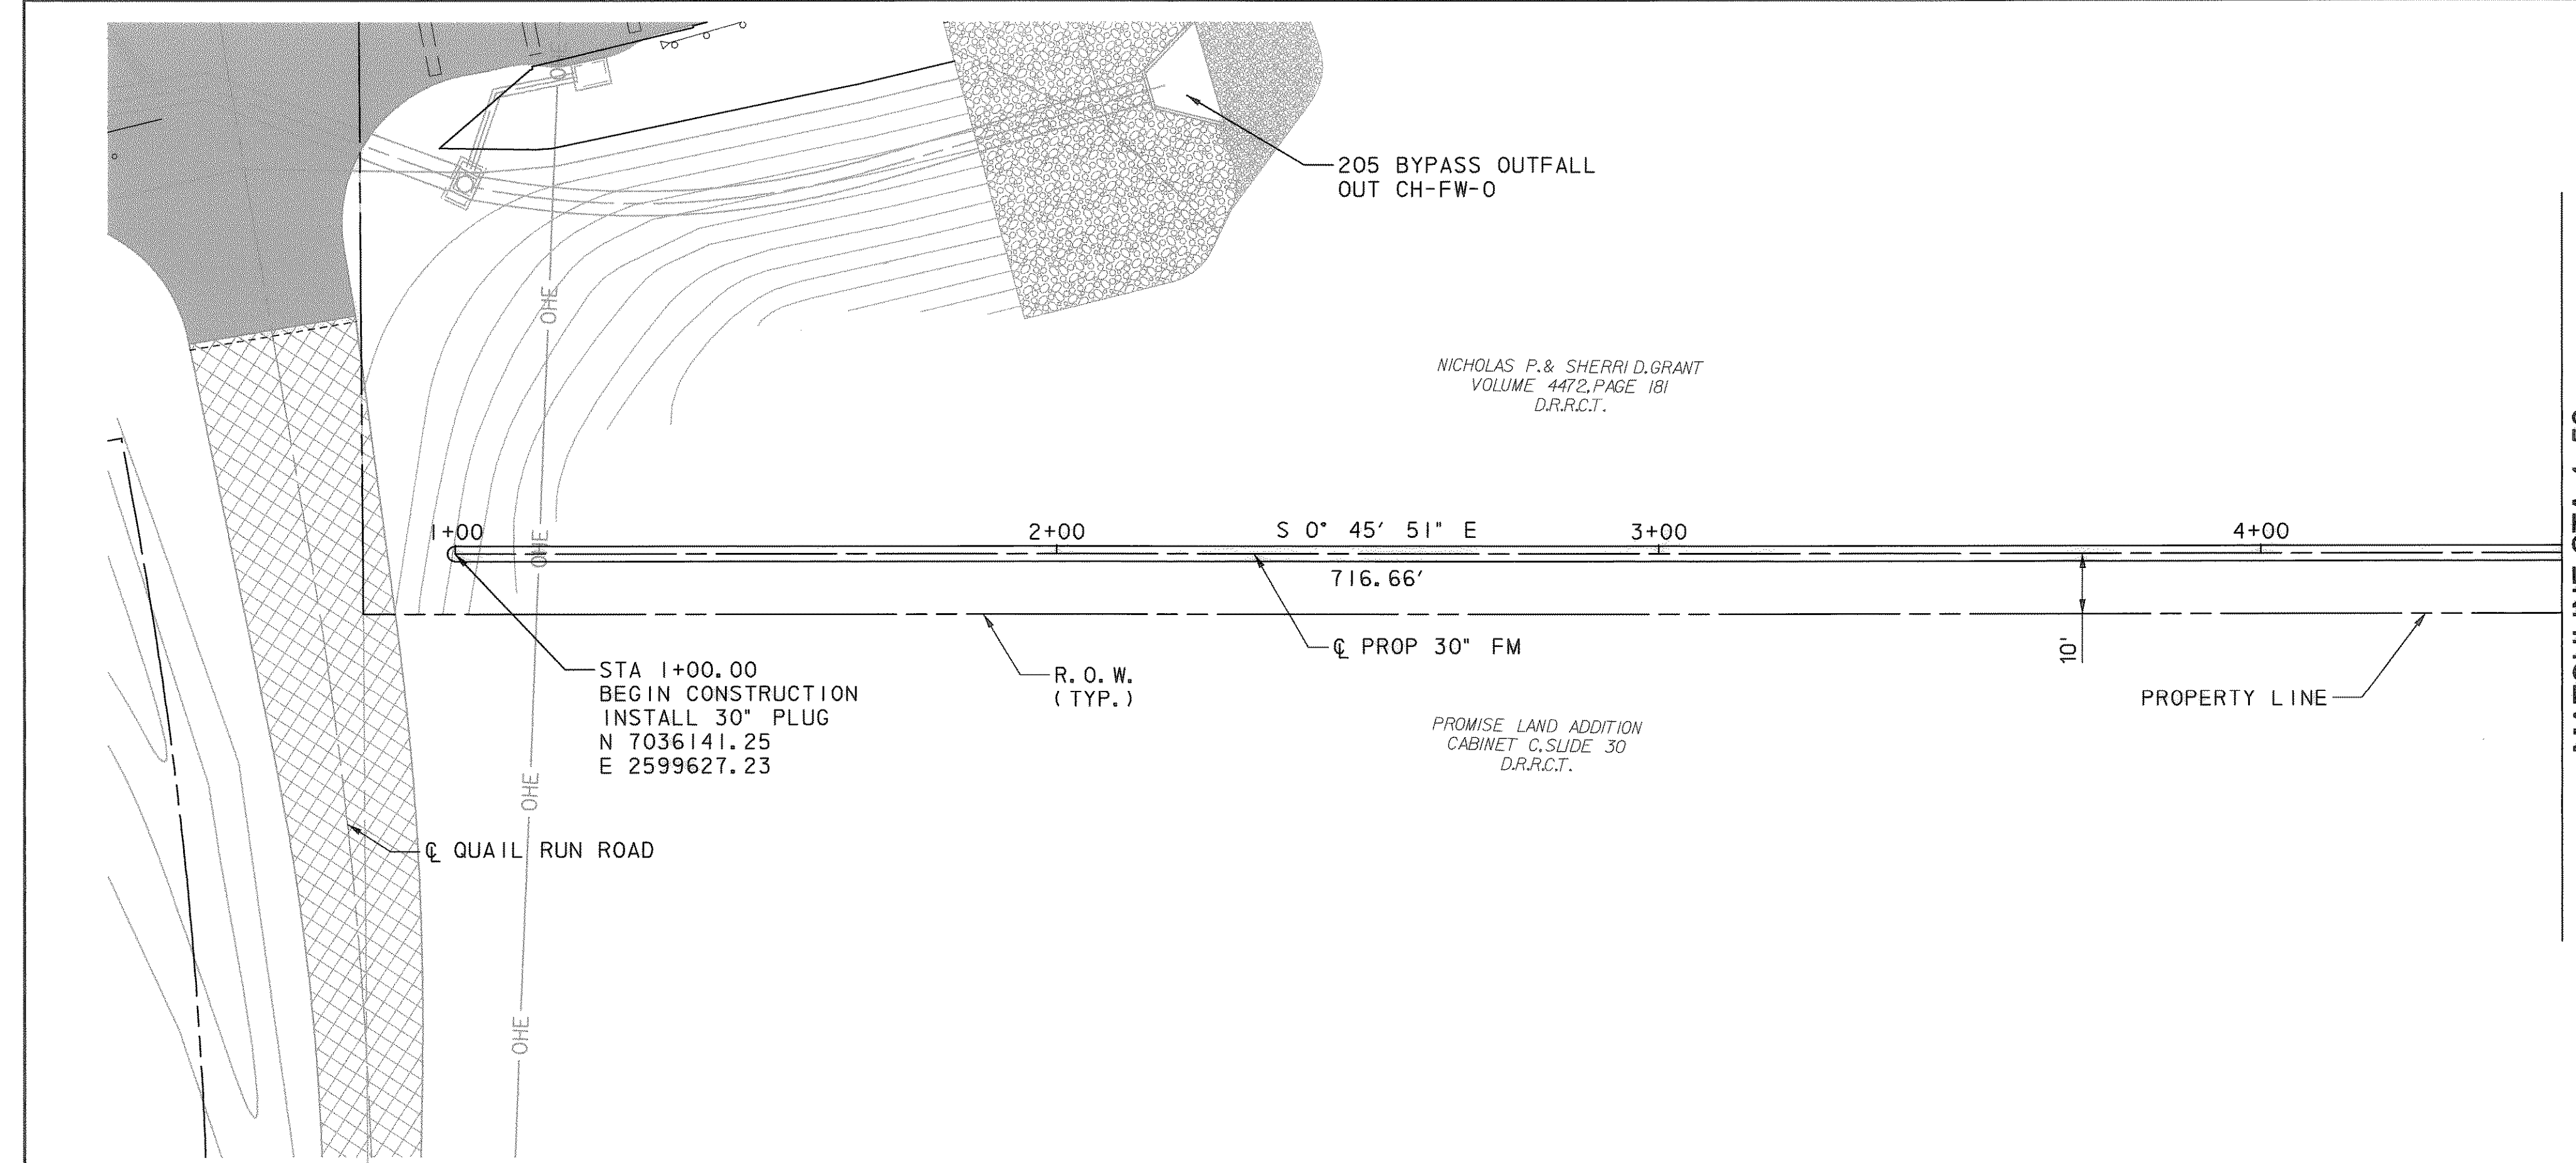 205 BYPASS OUTFALL
OUT CH-FW-O
NICHOLAS P. & SHERRI D. GRANT
VOLUME 4472, PAGE 181
D.R.R.C.T.
OHE
1+00
2+00
S 0° 45' 51" E
3+00
4+00
OHE
716.66'
℄ PROP 30" FM
10'
STA 1+00.00
BEGIN CONSTRUCTION
INSTALL 30" PLUG
N 7036141.25
E 2599627.23
R.O.W.
(TYP.)
PROPERTY LINE
PROMISE LAND ADDITION
CABINET C, SLIDE 30
D.R.R.C.T.
OHE
℄ QUAIL RUN ROAD
OHE